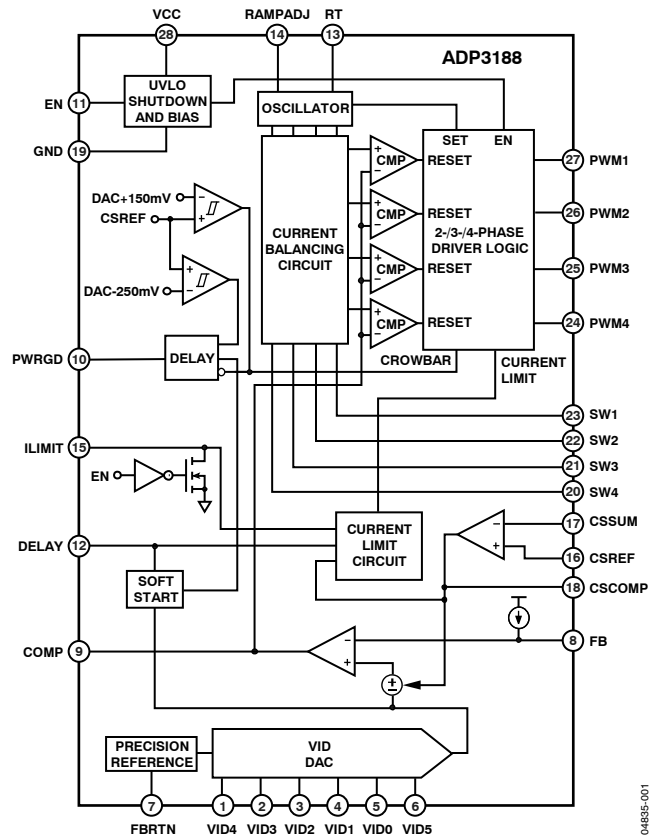 VCC
RAMPADJ RT
28 14 13
ADP3188
UVLO
SHUTDOWN
AND BIAS
EN 11
OSCILLATOR
GND 19
SET EN
+
–
CMP RESET
27 PWM1
DAC+150mV –
CSREF +
+
–
CMP RESET
26 PWM2
CURRENT
BALANCING
CIRCUIT
2-/3-/4-PHASE
DRIVER LOGIC
+
DAC-250mV –
+
–
CMP RESET
25 PWM3
+
–
CMP RESET
24 PWM4
PWRGD 10
DELAY
CROWBAR
CURRENT
LIMIT
23 SW1
ILIMIT 15
22 SW2
EN
21 SW3
20 SW4
DELAY 12
CURRENT
LIMIT
CIRCUIT
–
17 CSSUM
+
16 CSREF
SOFT
START
18 CSCOMP
COMP 9
–
8 FB
+
±
PRECISION
REFERENCE
VID
DAC
7 1 2 3 4 5 6
FBRTN VID4 VID3 VID2 VID1 VID0 VID5
04835-001